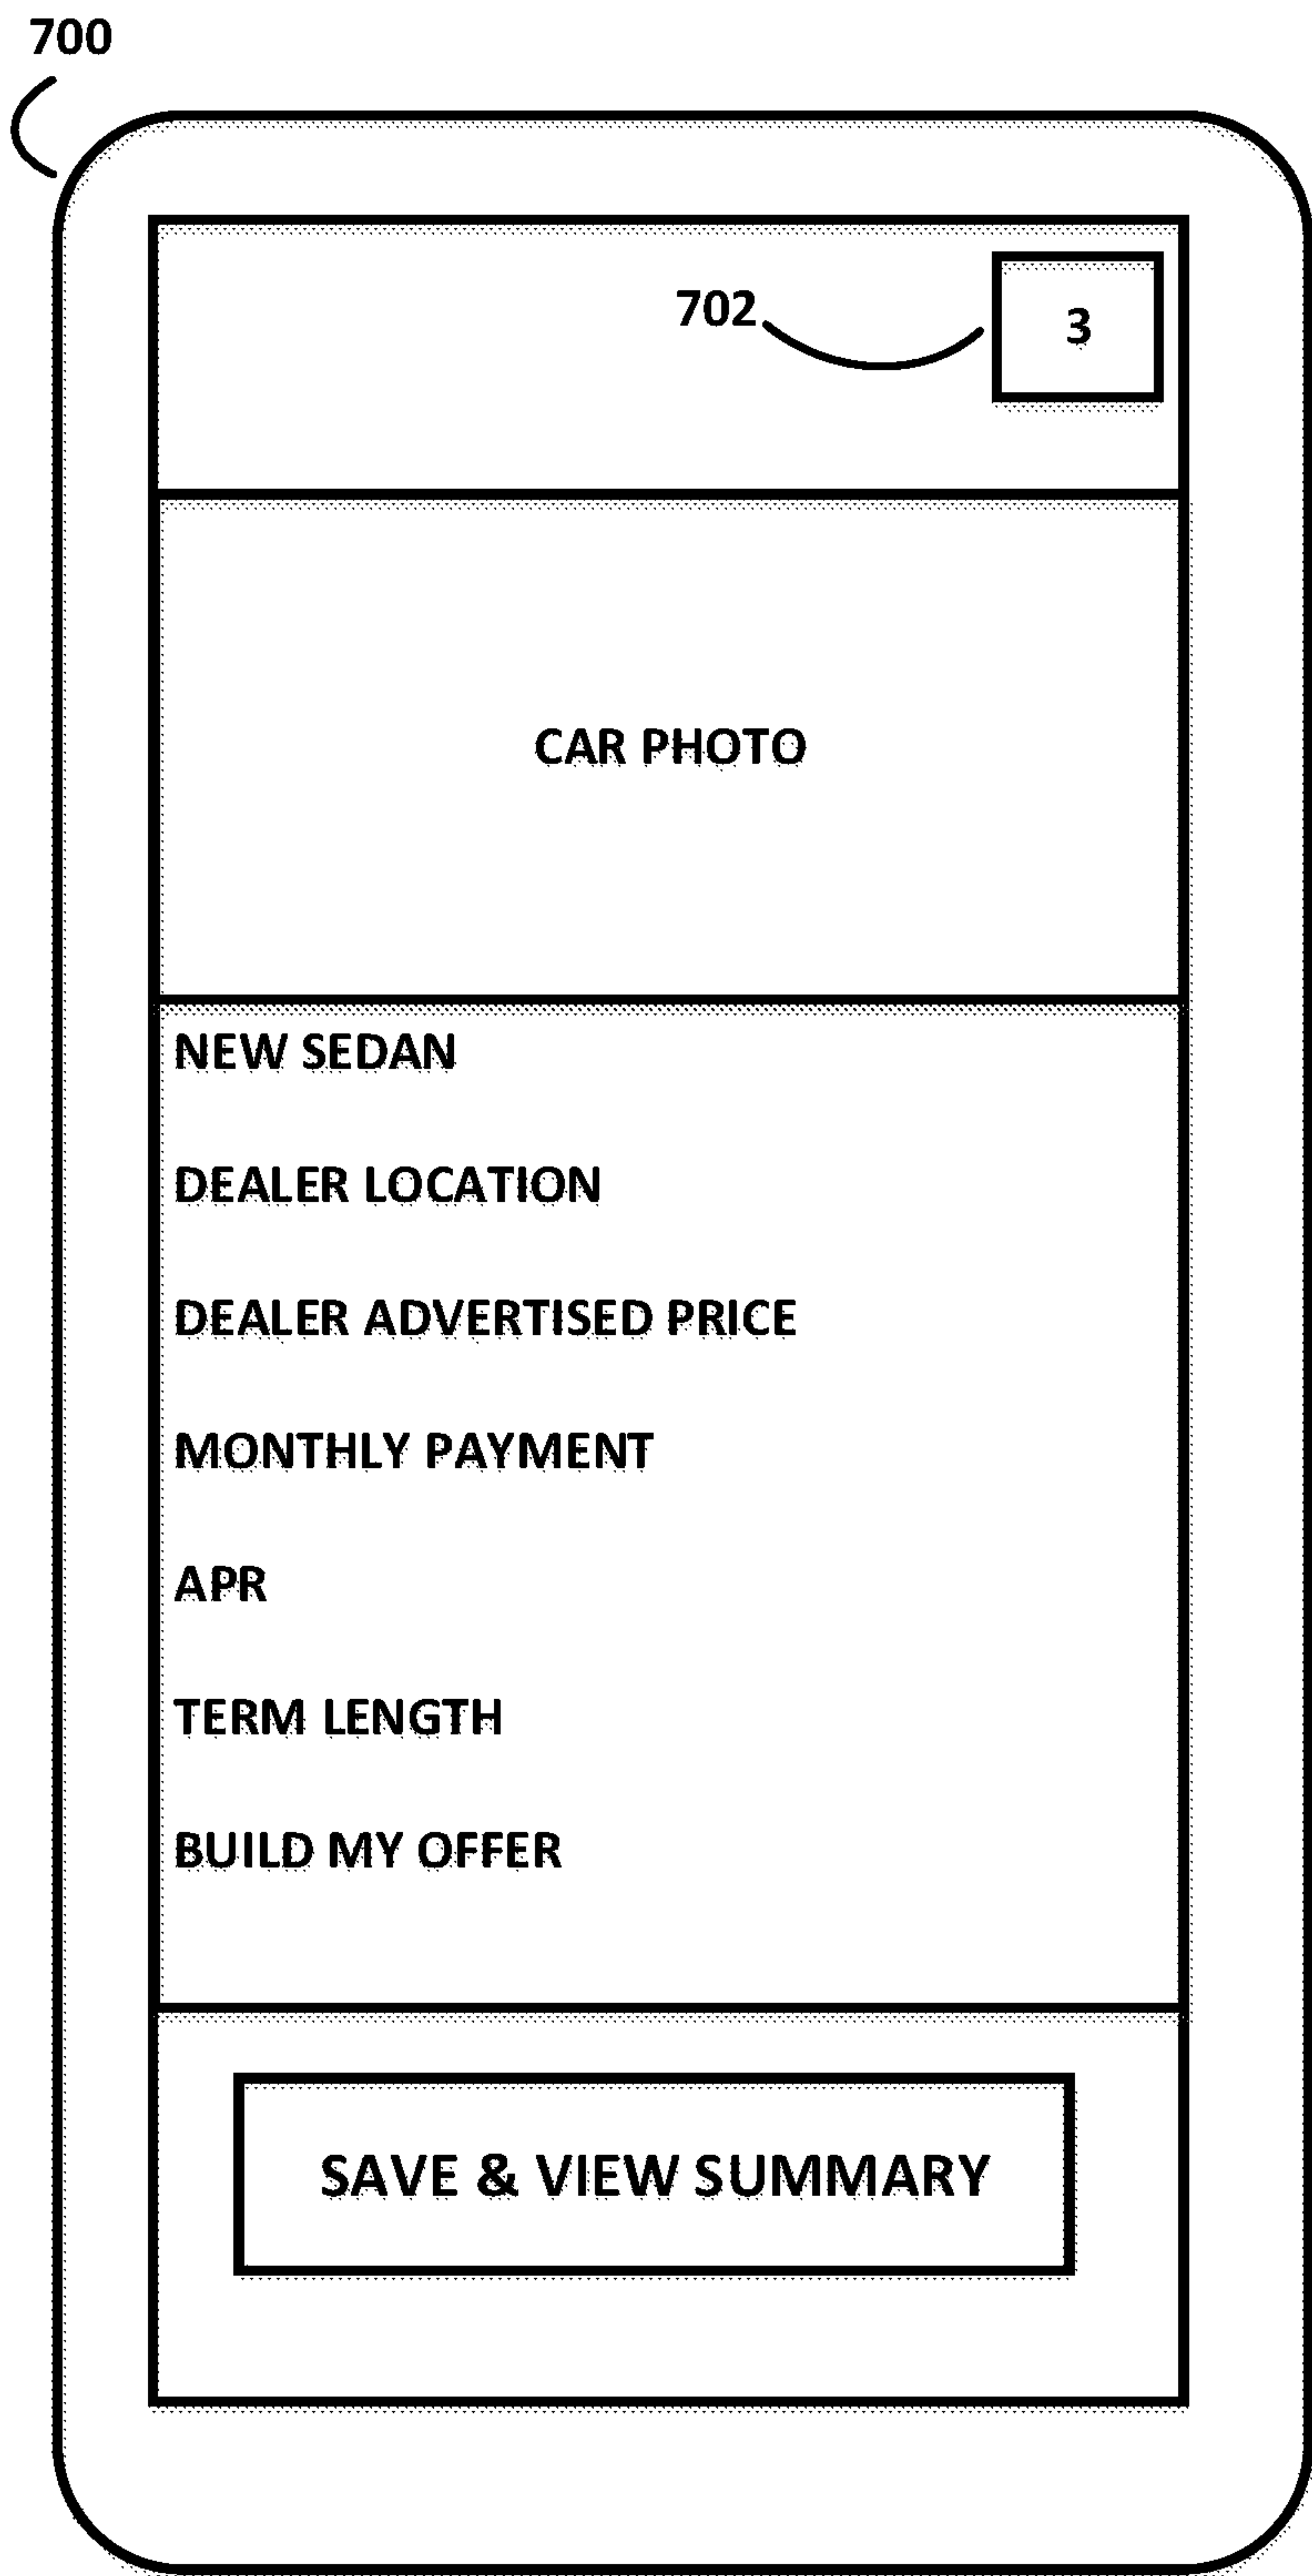 700
702
3
CAR PHOTO
NEW SEDAN
DEALER LOCATION
DEALER ADVERTISED PRICE
MONTHLY PAYMENT
APR
TERM LENGTH
BUILD MY OFFER
SAVE & VIEW SUMMARY